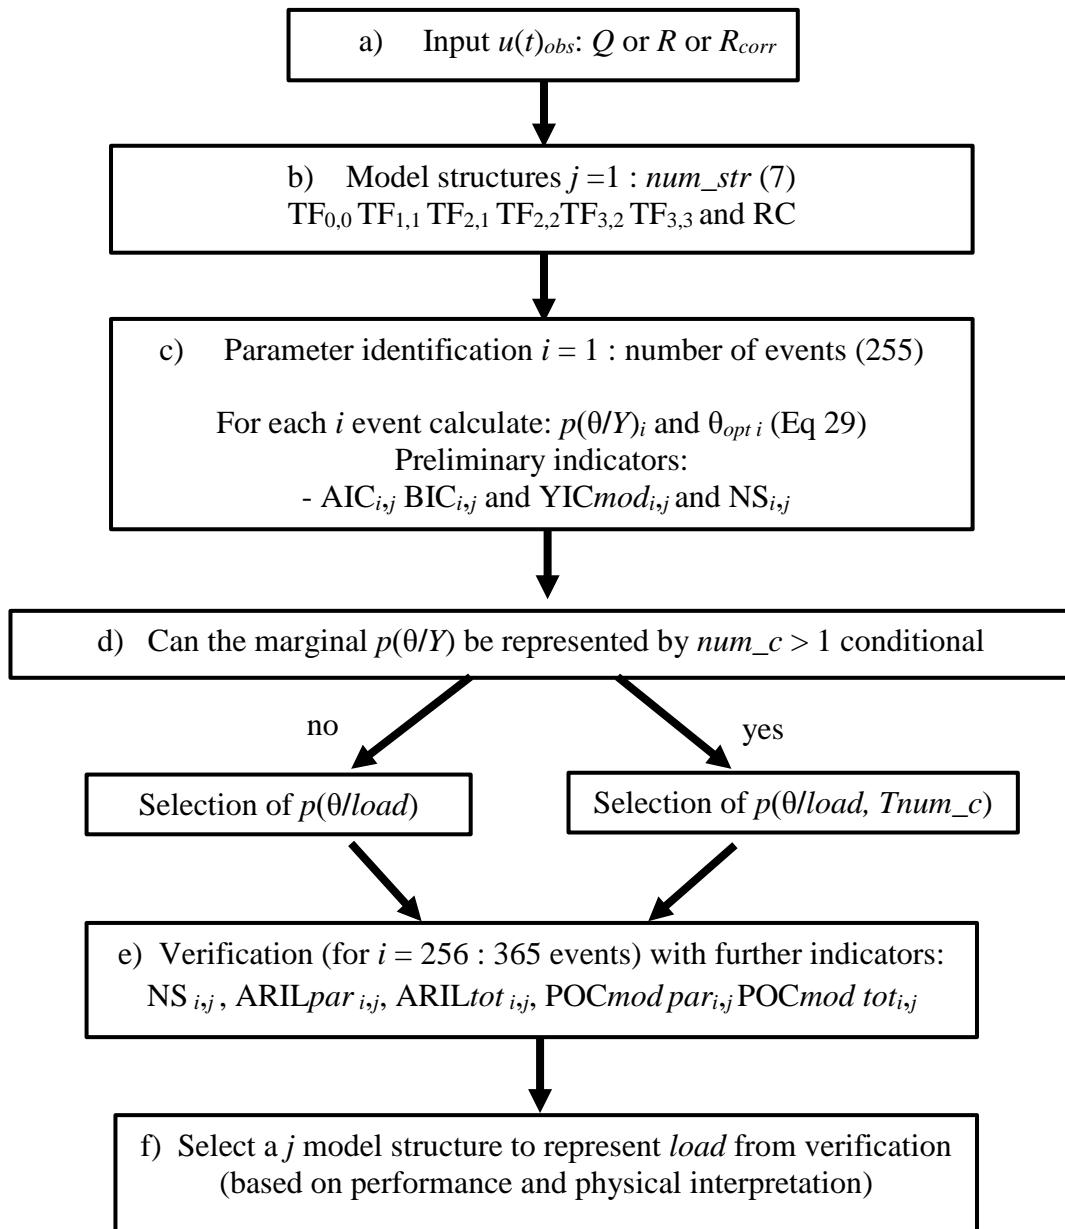 a) Input u(t)obs: Q or R or Rcorr
b) Model structures j =1 : num_str (7)
TF0,0 TF1,1 TF2,1 TF2,2TF3,2 TF3,3 and RC
c) Parameter identification i = 1 : number of events (255)
For each i event calculate: p(θ/Y)i and θopt i (Eq 29)
Preliminary indicators:
- AICi,j BICi,j and YICmodi,j and NSi,j
d) Can the marginal p(θ/Y) be represented by num_c > 1 conditional
no
yes
Selection of p(θ/load)
Selection of p(θ/load, Tnum_c)
e) Verification (for i = 256 : 365 events) with further indicators:
NS i,j , ARILpar i,j, ARILtot i,j, POCmod pari,j POCmod toti,j
f) Select a j model structure to represent load from verification
(based on performance and physical interpretation)